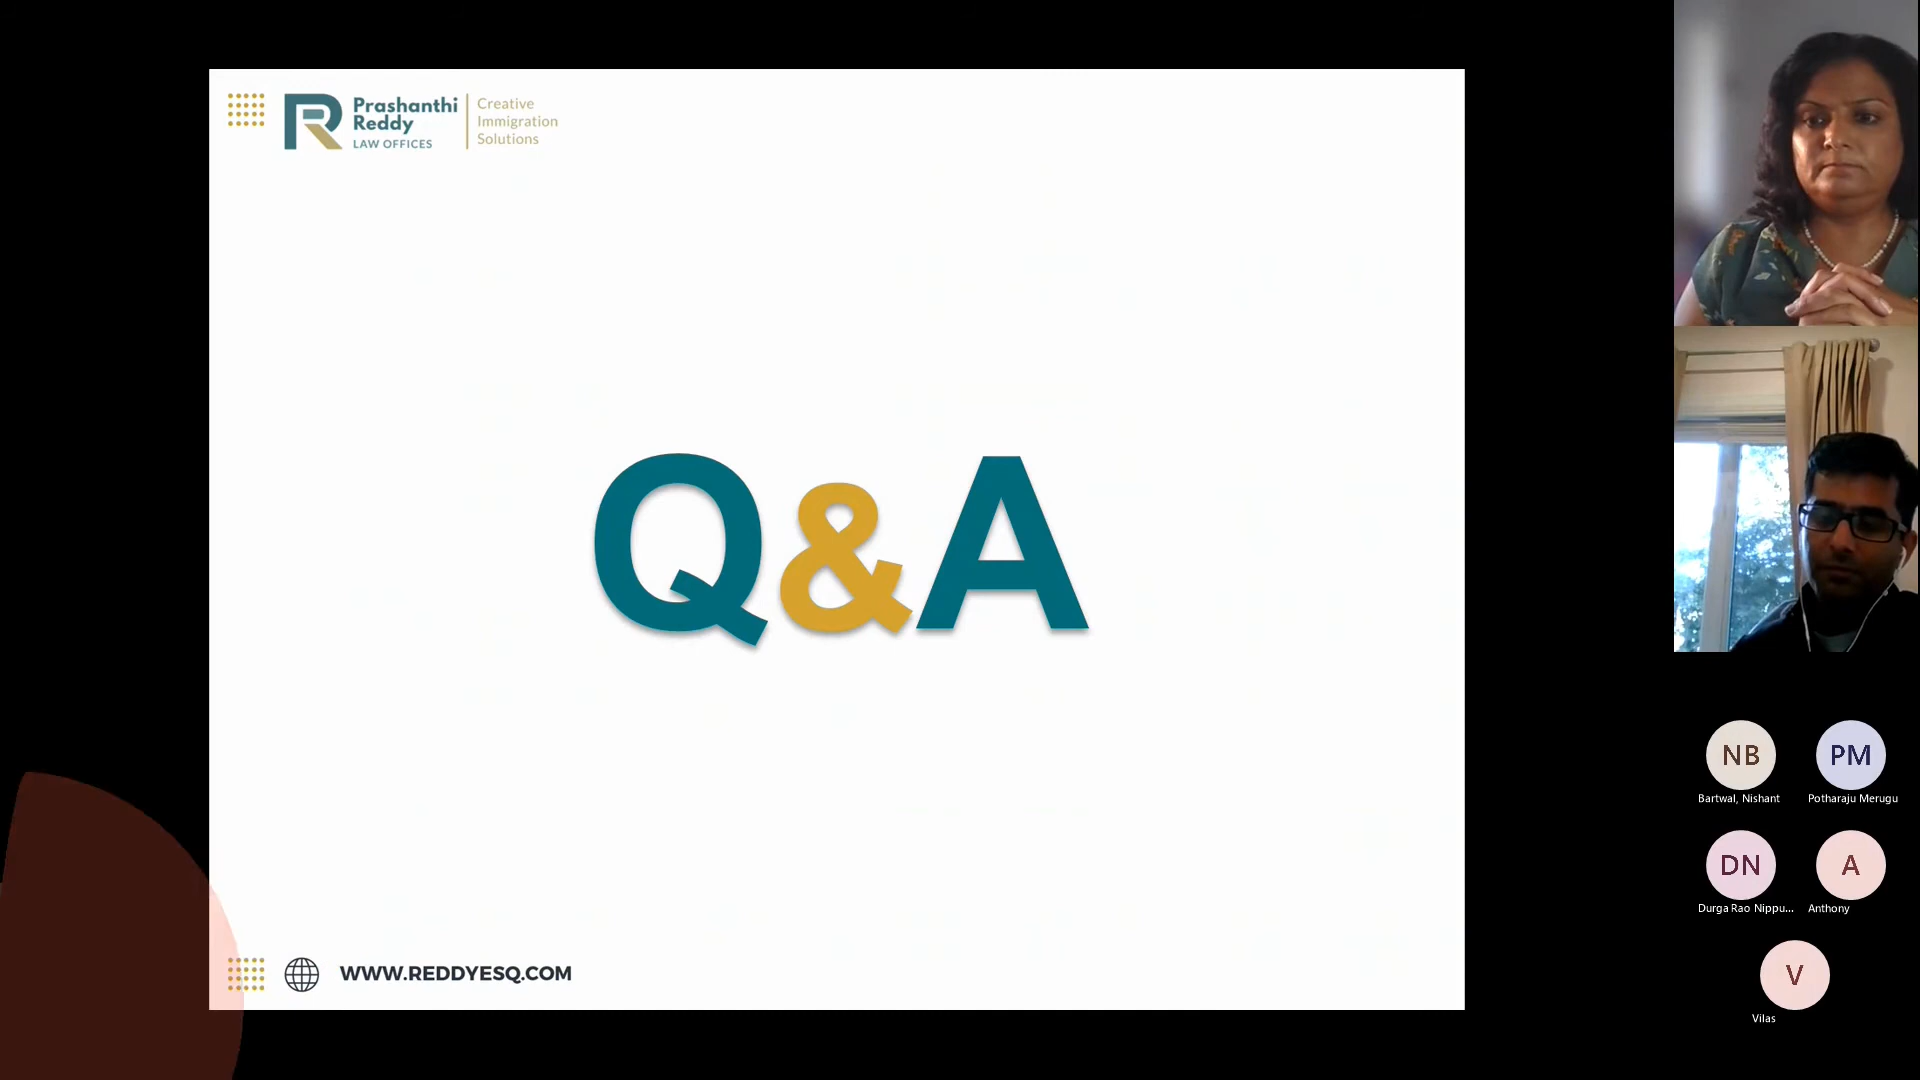 Prashanthi
Reddy
LAW OFFICES
Creative
Immigration
Solutions
Q&A
WWW.REDDYESQ.COM
NB
Bartwal, Nishant
PM
Potharaju Merugu
DN
Durga Rao Nippu...
A
Anthony
V
Vilas